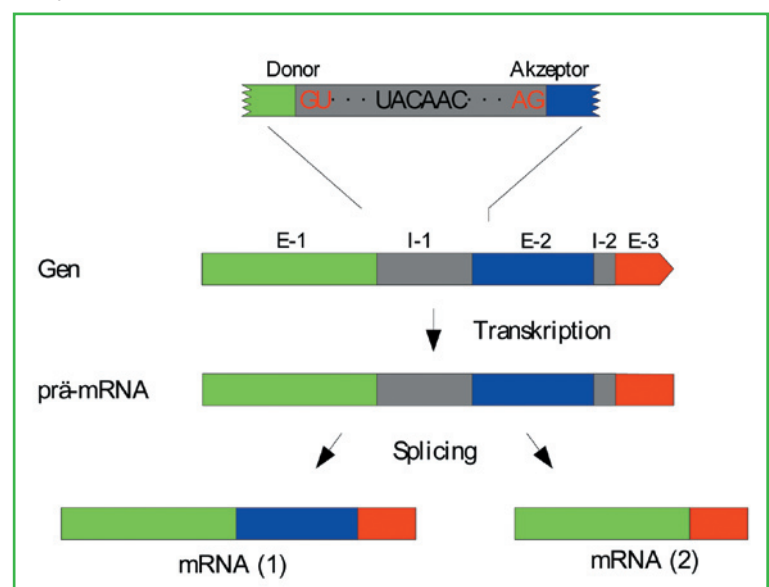 Donor Akzeptor
GU · · · UACAAC · · · AG
E-1 I-1 E-2 I-2 E-3
Gen
Transkription
prä-mRNA
Splicing
mRNA (1) mRNA (2)